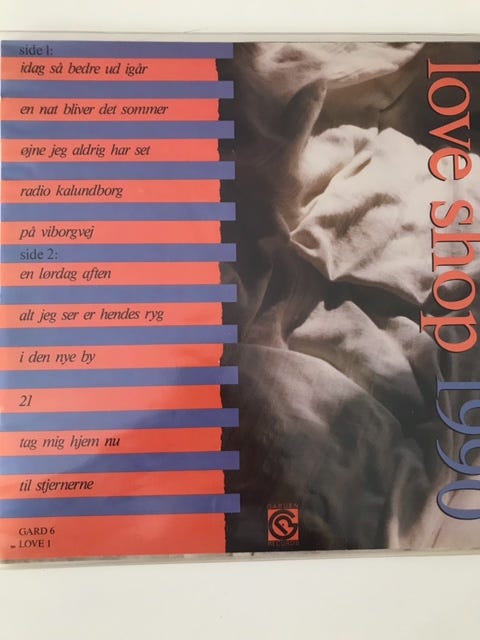 side 1:
idag så bedre ud igår
en nat bliver det sommer
øjne jeg aldrig har set
radio kalundborg
på viborgvej
side 2:
en lørdag aften
alt jeg ser er hendes ryg
i den nye by
21
tag mig hjem nu
til stjernerne
GARD 6
LOVE 1
love shop 1990
GARDEN
RECORDS